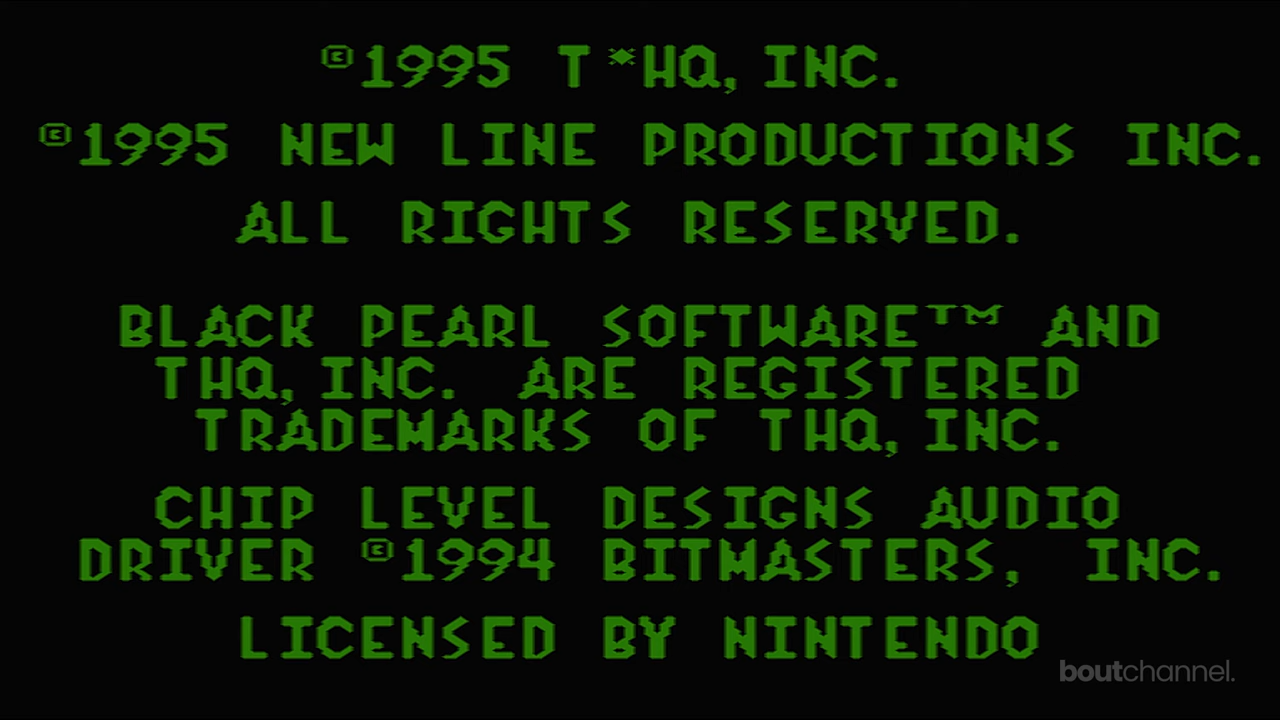 ©1995 T*HQ, INC.
©1995 NEW LINE PRODUCTIONS INC.
ALL RIGHTS RESERVED.
BLACK PEARL SOFTWARE™ AND
THQ, INC. ARE REGISTERED
TRADEMARKS OF THQ, INC.
CHIP LEVEL DESIGNS AUDIO
DRIVER ©1994 BITMASTERS, INC.
LICENSED BY NINTENDO
boutchannel.